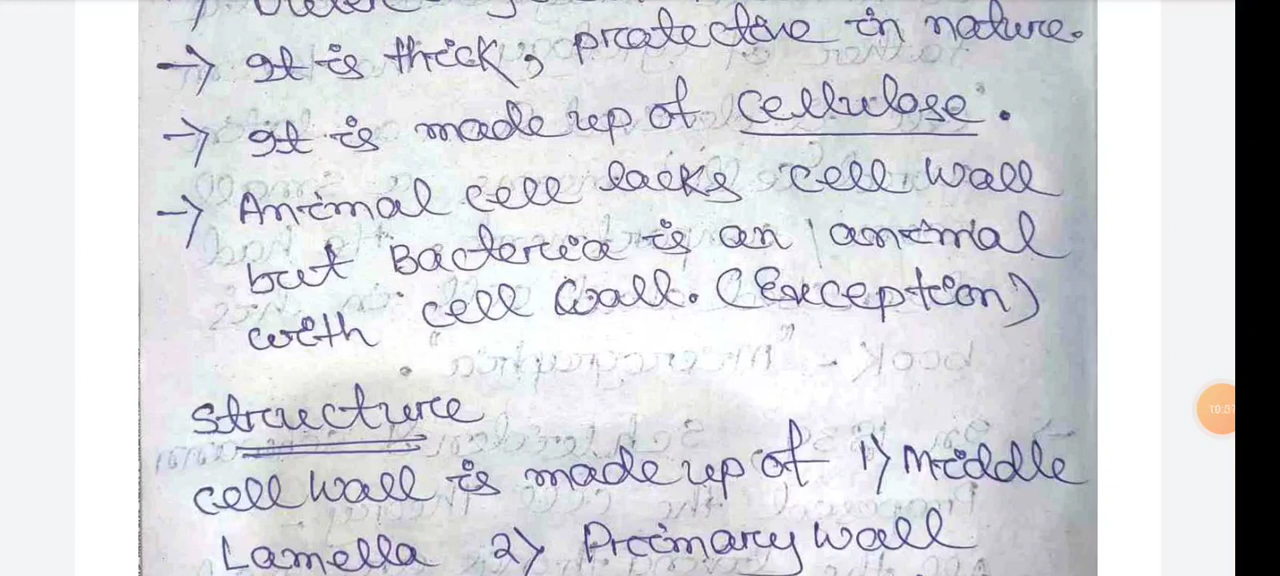 → It is thick, protective in nature.
→ It is made up of cellulose.
→ Animal cell lacks cell wall
but Bacteria is an animal
with cell wall. (Exception)
Structure
cell wall is made up of 1) Middle
Lamella 2) Primary wall
10:5